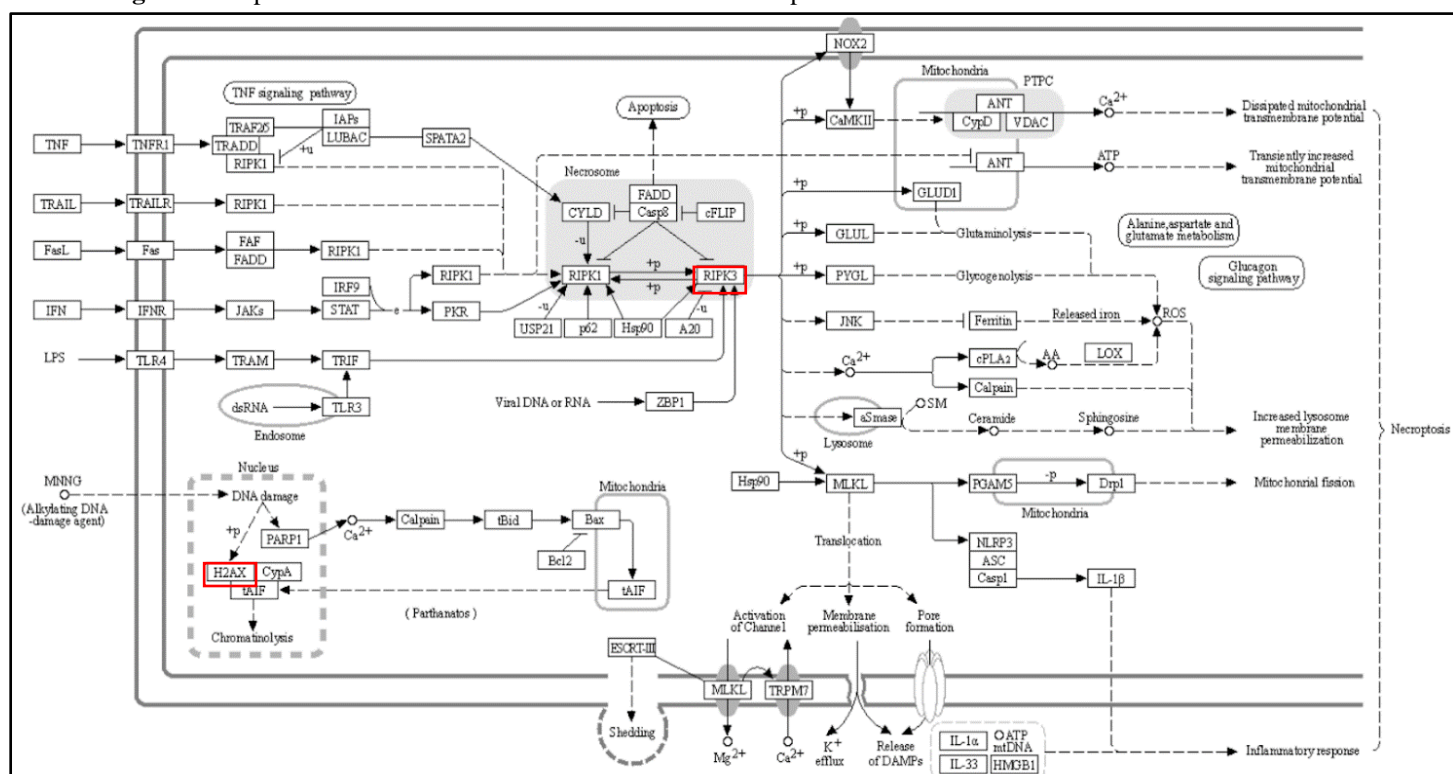 NOX2
Mitochondria
PTPC
TNF signaling pathway
Apoptosis
ANT
Ca2+
CypD
VDAC
Dissipated mitochondrial
transmembrane potential
TRAF2/5
IAPs
LUBAC
SPATA2
+p
CaMKII
TNF
TNFR1
TRADD
RIPK1
+u
Necrosome
FADD
Casp8
cFLIP
CYLD
ANT
ATP
Transiently increased
mitochondrial
transmembrane potential
+p
GLUD1
TRAIL
TRAILR
RIPK1
-u
+p
GLUL
Glutaminolysis
Alanine, aspartate and
glutamate metabolism
FasL
Fas
FAF
FADD
RIPK1
RIPK1
RIPK1
+p
+p
RIPK3
+p
PYGL
Glycogenolysis
Glucagon
signaling pathway
IFN
IFNR
JAKs
IRF9
STAT
e
PKR
-u
USP21
p62
Hsp90
A20
-u
JNK
Ferritin
Released iron
ROS
LPS
TLR4
TRAM
TRIF
Ca2+
cPLA2
AA
LOX
Calpain
dsRNA
TLR3
Endosome
Viral DNA or RNA
ZBP1
aSmase
SM
Lysosome
Ceramide
Sphingosine
Increased lysosome
membrane
permeabilization
Necroptosis
Nucleus
MNNG
(Alkylating DNA
-damage agent)
DNA damage
+p
PARP1
Ca2+
Calpain
tBid
Bax
Mitochondria
Bcl2
H2AX
CypA
tAIF
tAIF
(Parthanatos)
Chromatinolysis
+p
Hsp90
MLKL
PGAM5
-p
Drp1
Mitochonrial fission
Mitochondria
Translocation
NLRP3
ASC
Casp1
IL-1β
Activation
of Channel
Membrane
permeabilisation
Pore
formation
ESCRT-III
MLKL
TRPM7
Shedding
Mg2+
Ca2+
K+
efflux
Release
of DAMPs
IL-1α
ATP
mtDNA
IL-33
HMGB1
Inflammatory response